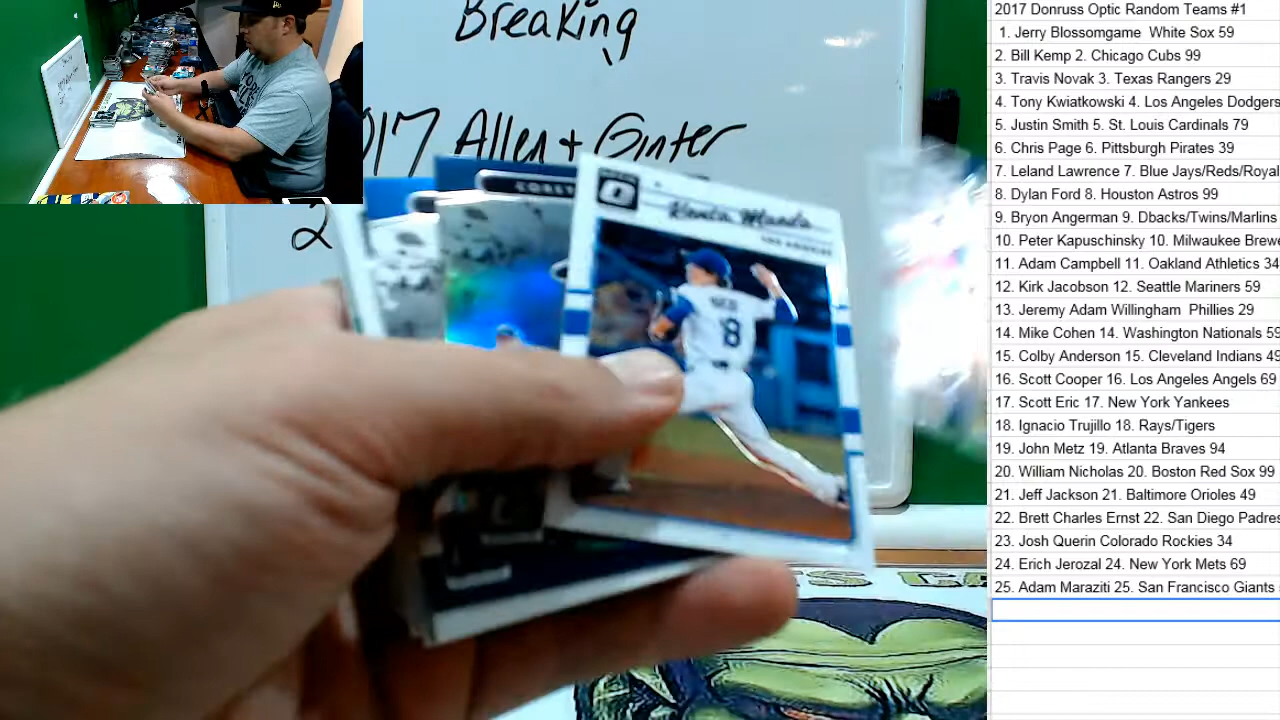 Breaking
017 Allen + Ginter
2
COREY
Kenta Maeda
LOS ANGELES
18
2017 Donruss Optic Random Teams #1
1. Jerry Blossomgame White Sox 59
2. Bill Kemp 2. Chicago Cubs 99
3. Travis Novak 3. Texas Rangers 29
4. Tony Kwiatkowski 4. Los Angeles Dodgers
5. Justin Smith 5. St. Louis Cardinals 79
6. Chris Page 6. Pittsburgh Pirates 39
7. Leland Lawrence 7. Blue Jays/Reds/Royal
8. Dylan Ford 8. Houston Astros 99
9. Bryon Angerman 9. Dbacks/Twins/Marlins
10. Peter Kapuschinsky 10. Milwaukee Brewe
11. Adam Campbell 11. Oakland Athletics 34
12. Kirk Jacobson 12. Seattle Mariners 59
13. Jeremy Adam Willingham Phillies 29
14. Mike Cohen 14. Washington Nationals 55
15. Colby Anderson 15. Cleveland Indians 49
16. Scott Cooper 16. Los Angeles Angels 69
17. Scott Eric 17. New York Yankees
18. Ignacio Trujillo 18. Rays/Tigers
19. John Metz 19. Atlanta Braves 94
20. William Nicholas 20. Boston Red Sox 99
21. Jeff Jackson 21. Baltimore Orioles 49
22. Brett Charles Ernst 22. San Diego Padres
23. Josh Querin Colorado Rockies 34
24. Erich Jerozal 24. New York Mets 69
25. Adam Maraziti 25. San Francisco Giants